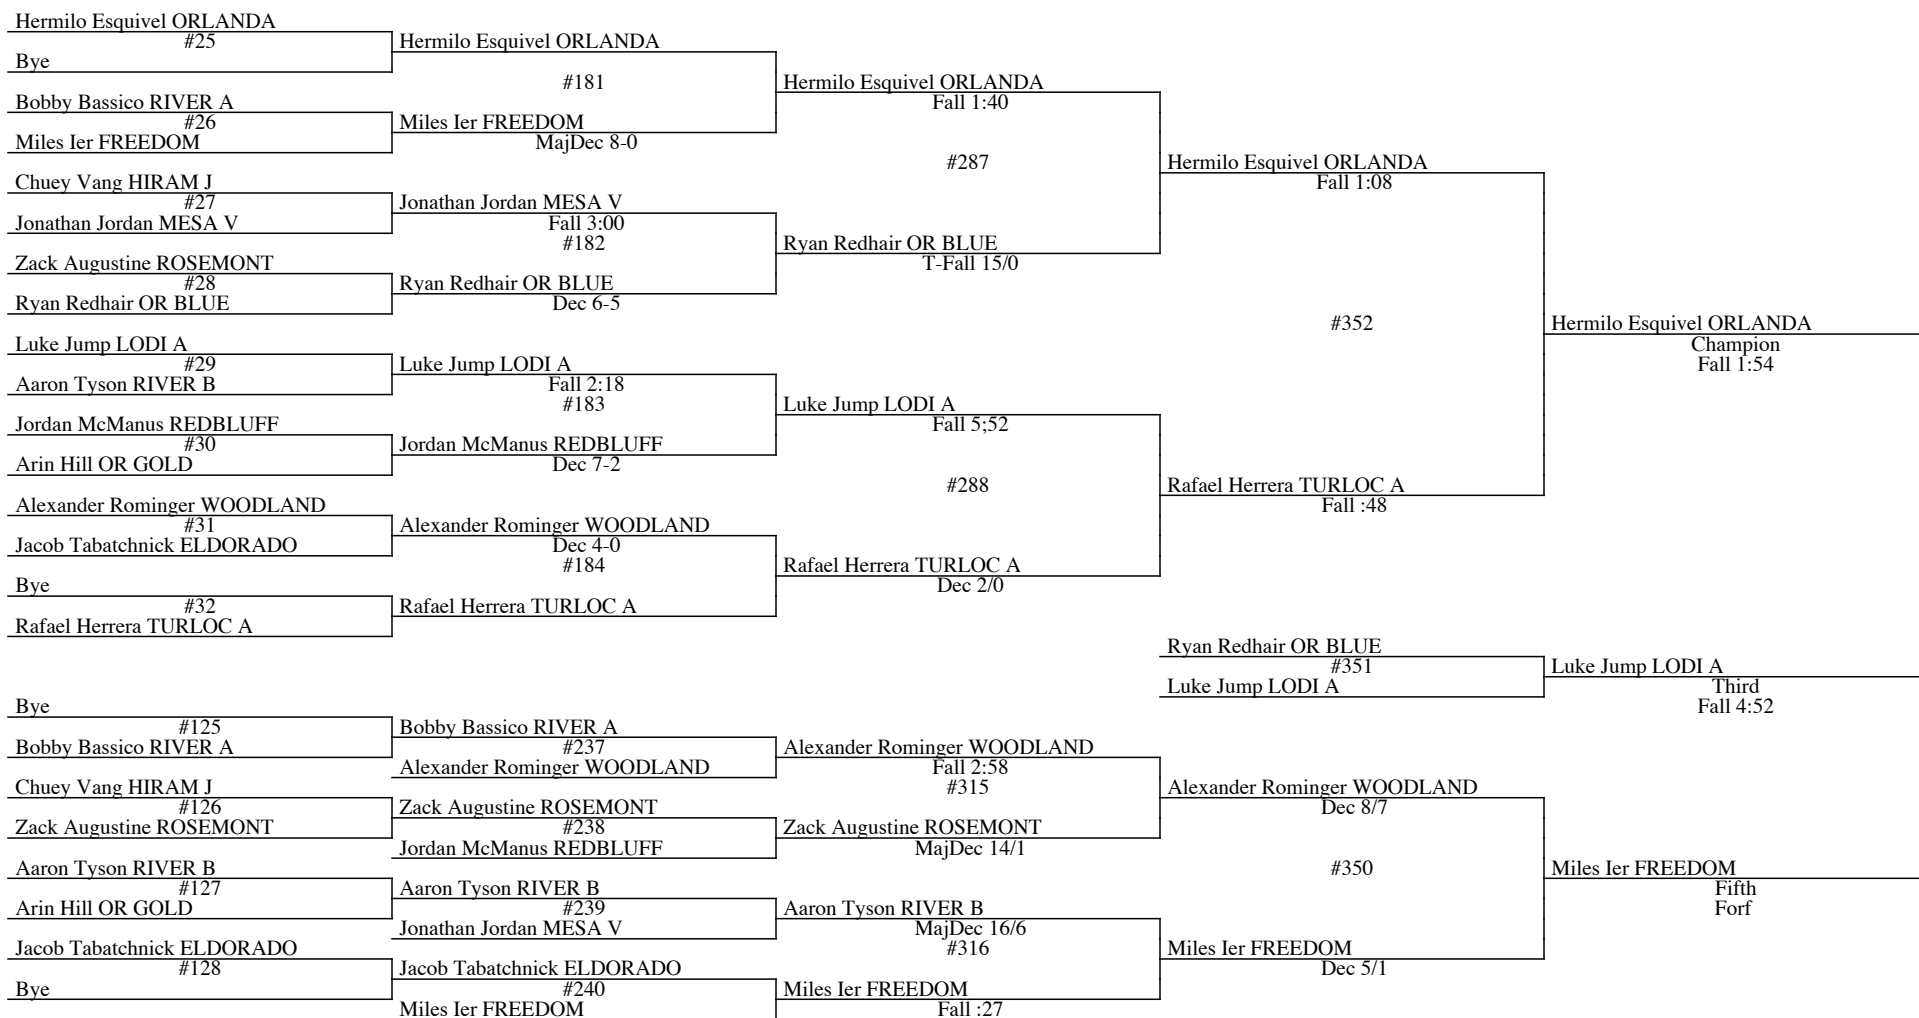 Hermilo Esquivel ORLANDA
#25
Bye
Hermilo Esquivel ORLANDA
#181
Bobby Bassico RIVER A
#26
Miles Ier FREEDOM
Miles Ier FREEDOM
MajDec 8-0
Hermilo Esquivel ORLANDA
Fall 1:40
#287
Chuey Vang HIRAM J
#27
Jonathan Jordan MESA V
Jonathan Jordan MESA V
Fall 3:00
#182
Zack Augustine ROSEMONT
#28
Ryan Redhair OR BLUE
Ryan Redhair OR BLUE
Dec 6-5
Ryan Redhair OR BLUE
T-Fall 15/0
Hermilo Esquivel ORLANDA
Fall 1:08
#352
Luke Jump LODI A
#29
Aaron Tyson RIVER B
Luke Jump LODI A
Fall 2:18
#183
Jordan McManus REDBLUFF
#30
Arin Hill OR GOLD
Jordan McManus REDBLUFF
Dec 7-2
Luke Jump LODI A
Fall 5;52
#288
Alexander Rominger WOODLAND
#31
Jacob Tabatchnick ELDORADO
Alexander Rominger WOODLAND
Dec 4-0
#184
Bye
#32
Rafael Herrera TURLOC A
Rafael Herrera TURLOC A
Rafael Herrera TURLOC A
Dec 2/0
Rafael Herrera TURLOC A
Fall :48
Hermilo Esquivel ORLANDA
Champion
Fall 1:54
Ryan Redhair OR BLUE
#351
Luke Jump LODI A
Luke Jump LODI A
Third
Fall 4:52
Bye
#125
Bobby Bassico RIVER A
Bobby Bassico RIVER A
#237
Alexander Rominger WOODLAND
Alexander Rominger WOODLAND
Fall 2:58
#315
Chuey Vang HIRAM J
#126
Zack Augustine ROSEMONT
Zack Augustine ROSEMONT
#238
Jordan McManus REDBLUFF
Zack Augustine ROSEMONT
MajDec 14/1
Alexander Rominger WOODLAND
Dec 8/7
#350
Aaron Tyson RIVER B
#127
Arin Hill OR GOLD
Aaron Tyson RIVER B
#239
Jonathan Jordan MESA V
Aaron Tyson RIVER B
MajDec 16/6
#316
Jacob Tabatchnick ELDORADO
#128
Bye
Jacob Tabatchnick ELDORADO
#240
Miles Ier FREEDOM
Miles Ier FREEDOM
Fall :27
Miles Ier FREEDOM
Dec 5/1
Miles Ier FREEDOM
Fifth
Forf